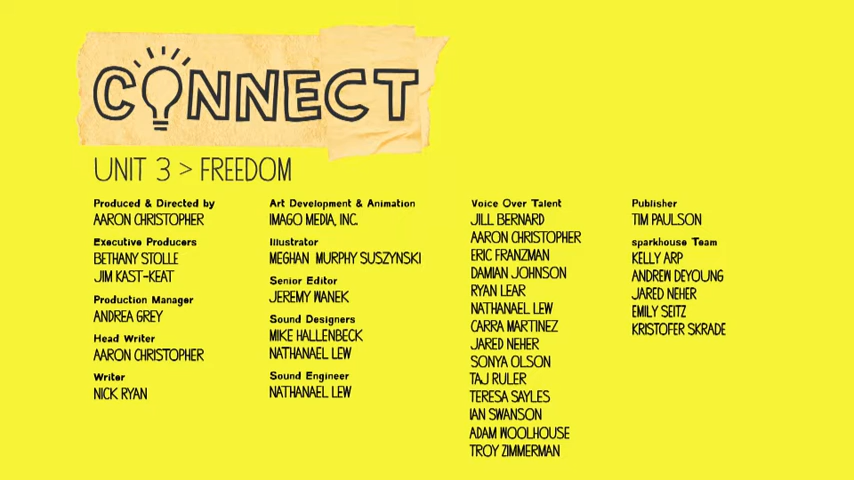 CONNECT
UNIT 3 > FREEDOM
Produced & Directed by
AARON CHRISTOPHER
Executive Producers
BETHANY STOLLE
JIM KAST-KEAT
Production Manager
ANDREA GREY
Head Writer
AARON CHRISTOPHER
Writer
NICK RYAN
Art Development & Animation
IMAGO MEDIA, INC.
Illustrator
MEGHAN MURPHY SUSZYNSKI
Senior Editor
JEREMY WANEK
Sound Designers
MIKE HALLENBECK
NATHANAEL LEW
Sound Engineer
NATHANAEL LEW
Voice Over Talent
JILL BERNARD
AARON CHRISTOPHER
ERIC FRANZMAN
DAMIAN JOHNSON
RYAN LEAR
NATHANAEL LEW
CARRA MARTINEZ
JARED NEHER
SONYA OLSON
TAJ RULER
TERESA SAYLES
IAN SWANSON
ADAM WOOLHOUSE
TROY ZIMMERMAN
Publisher
TIM PAULSON
sparkhouse Team
KELLY ARP
ANDREW DEYOUNG
JARED NEHER
EMILY SEITZ
KRISTOFER SKRADE